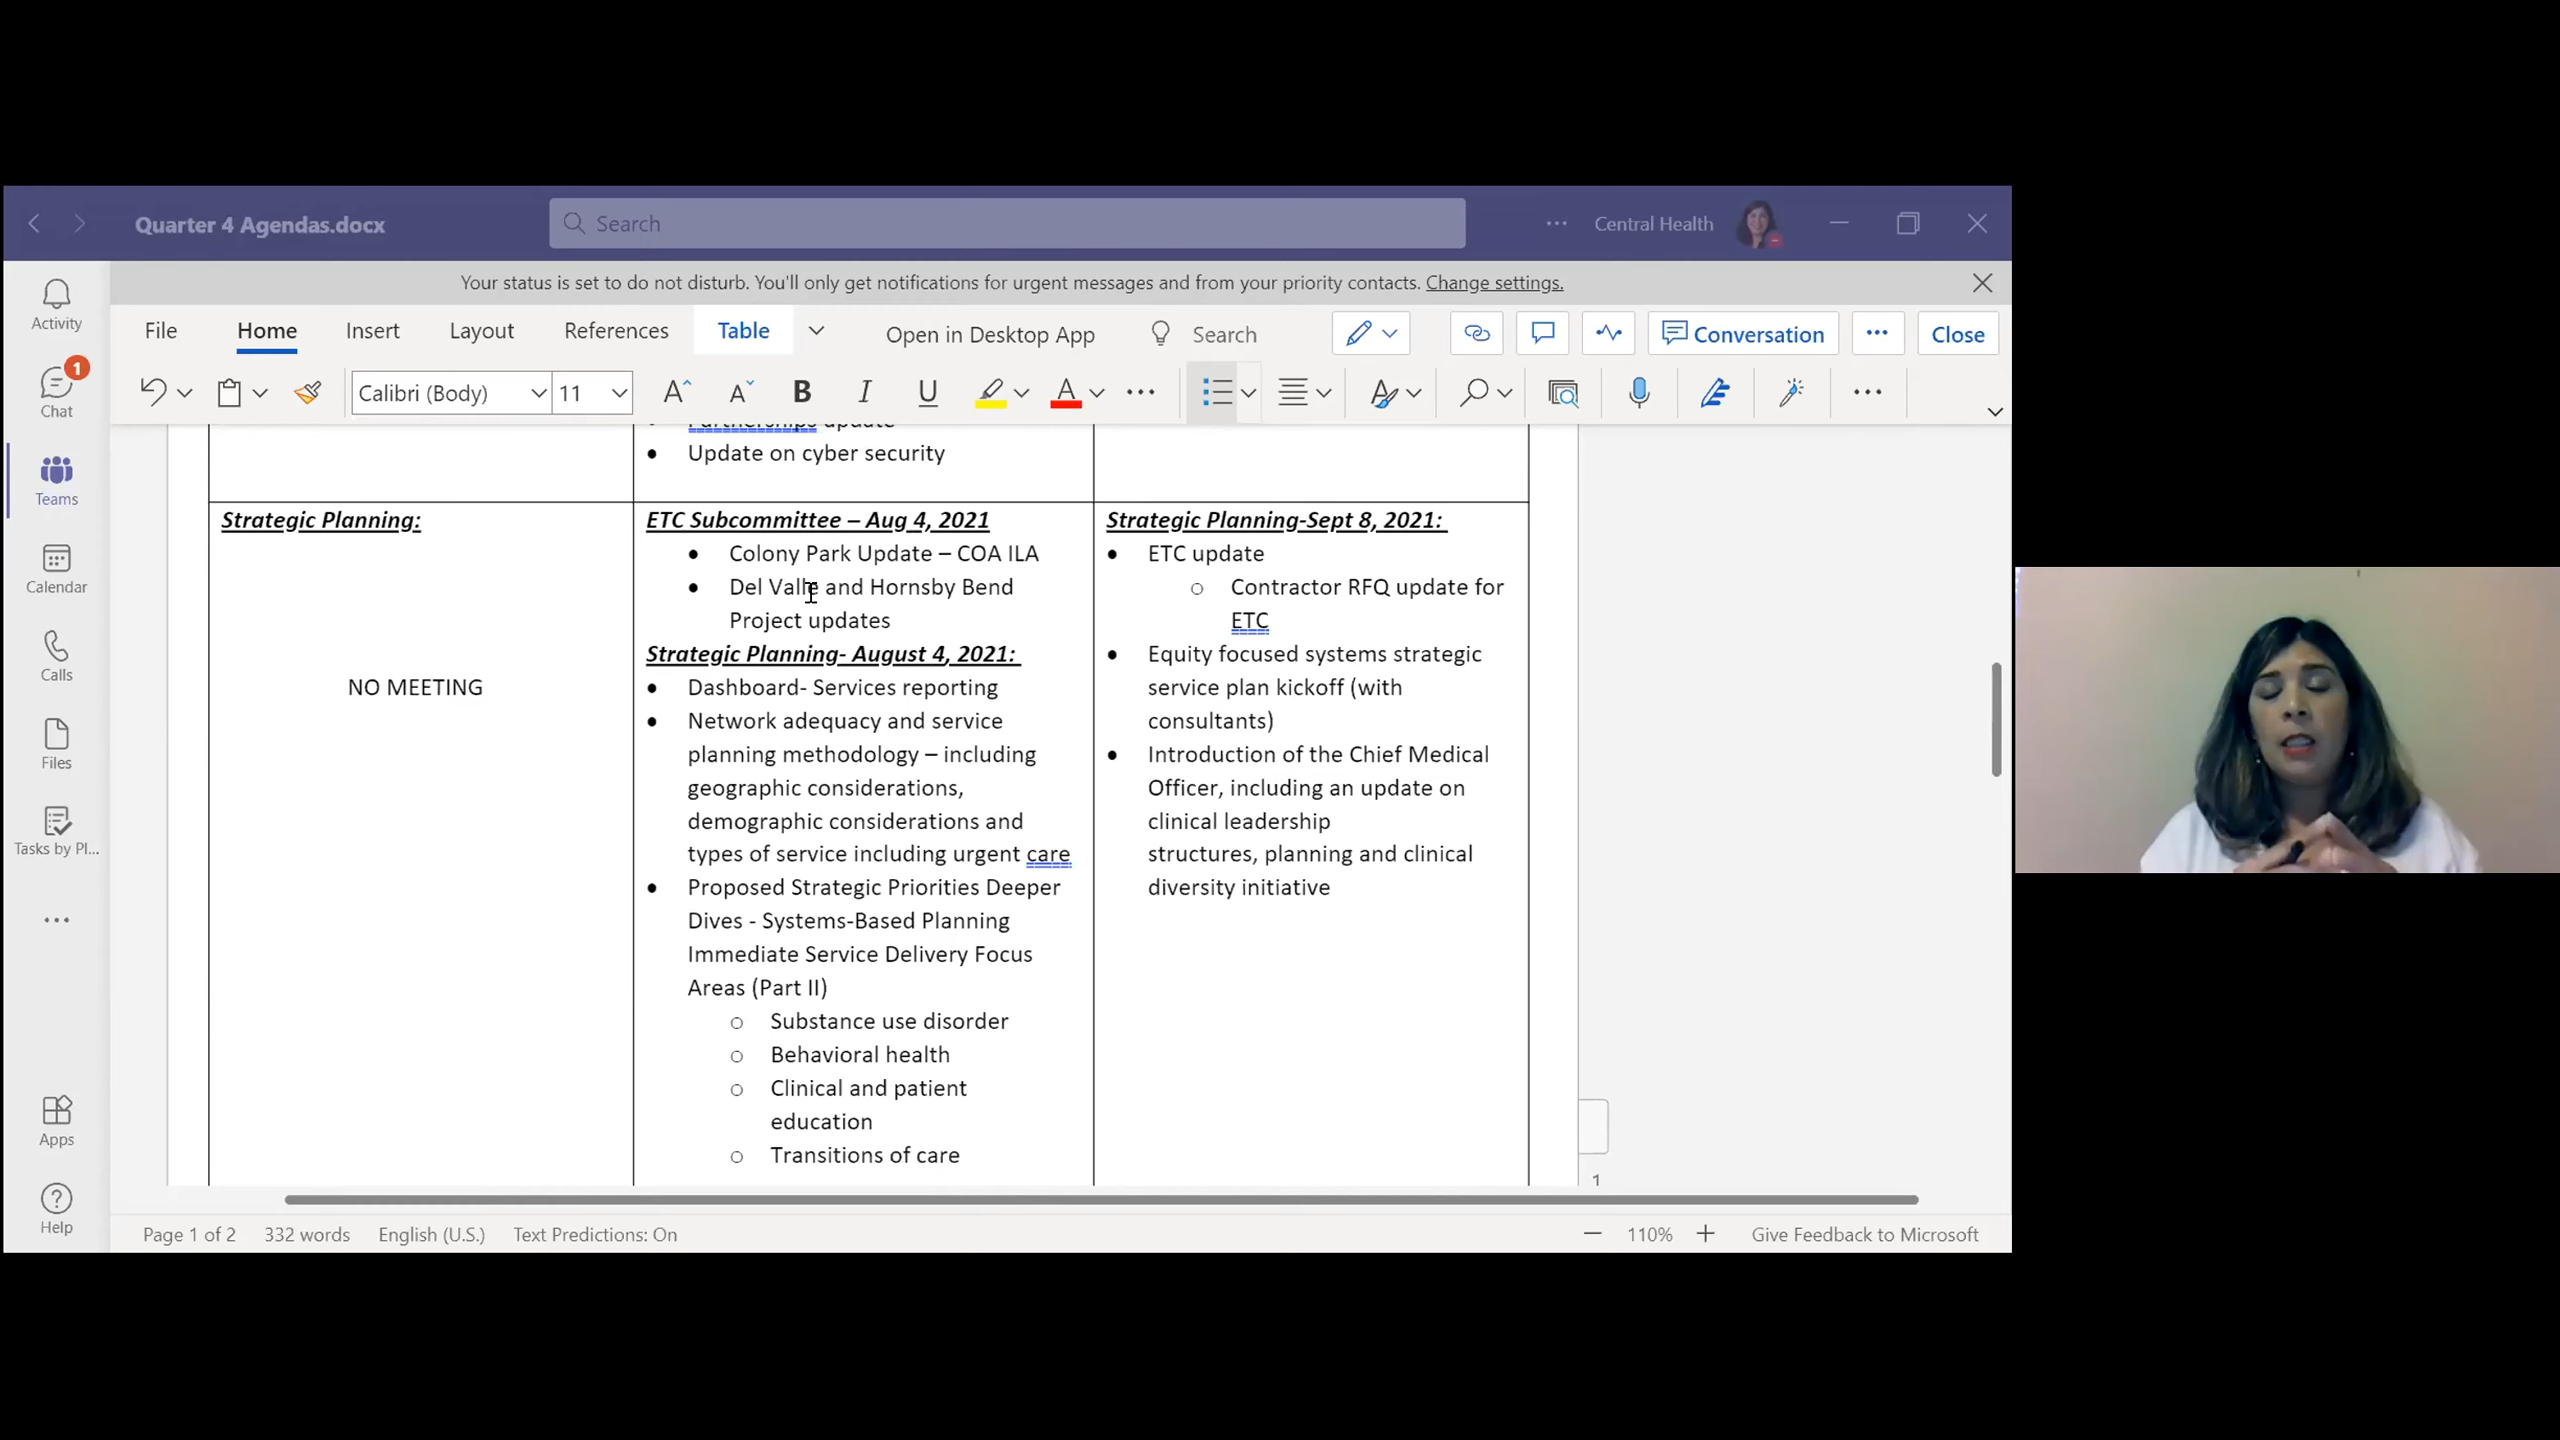 Quarter 4 Agendas.docx
Search
Central Health
Your status is set to do not disturb. You'll only get notifications for urgent messages and from your priority contacts. Change settings.
Activity
1
Chat
Teams
Calendar
Calls
Files
Tasks by Pl...
Apps
Help
File Home Insert Layout References Table Open in Desktop App Search Conversation Close
Calibri (Body) 11 B I U A
Partnerships update
Update on cyber security
Strategic Planning:
NO MEETING
ETC Subcommittee – Aug 4, 2021
Colony Park Update – COA ILA
Del Valle and Hornsby Bend
Project updates
Strategic Planning- August 4, 2021:
Dashboard- Services reporting
Network adequacy and service
planning methodology – including
geographic considerations,
demographic considerations and
types of service including urgent care
Proposed Strategic Priorities Deeper
Dives - Systems-Based Planning
Immediate Service Delivery Focus
Areas (Part II)
Substance use disorder
Behavioral health
Clinical and patient
education
Transitions of care
Strategic Planning-Sept 8, 2021:
ETC update
Contractor RFQ update for
ETC
Equity focused systems strategic
service plan kickoff (with
consultants)
Introduction of the Chief Medical
Officer, including an update on
clinical leadership
structures, planning and clinical
diversity initiative
1
Page 1 of 2 332 words English (U.S.) Text Predictions: On 110% Give Feedback to Microsoft